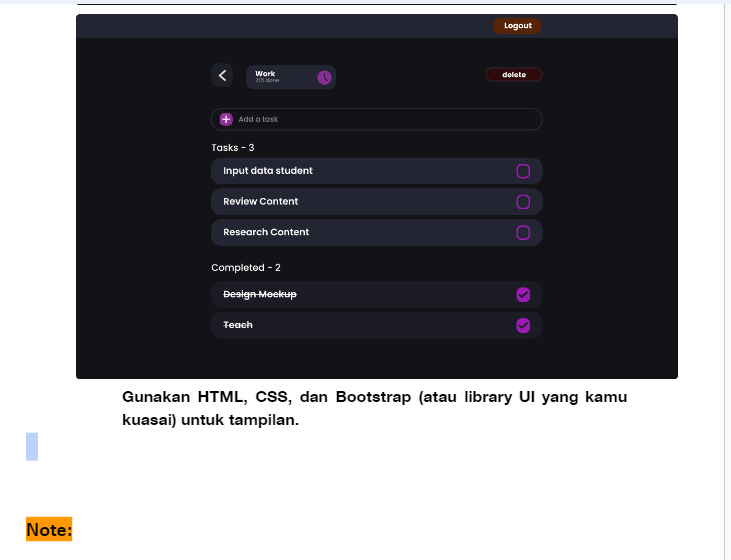 Logout
Work
2/5 done
delete
Add a task
Tasks - 3
Input data student
Review Content
Research Content
Completed - 2
Design Mockup
Teach
Gunakan HTML, CSS, dan Bootstrap (atau library UI yang kamu
kuasai) untuk tampilan.
Note: